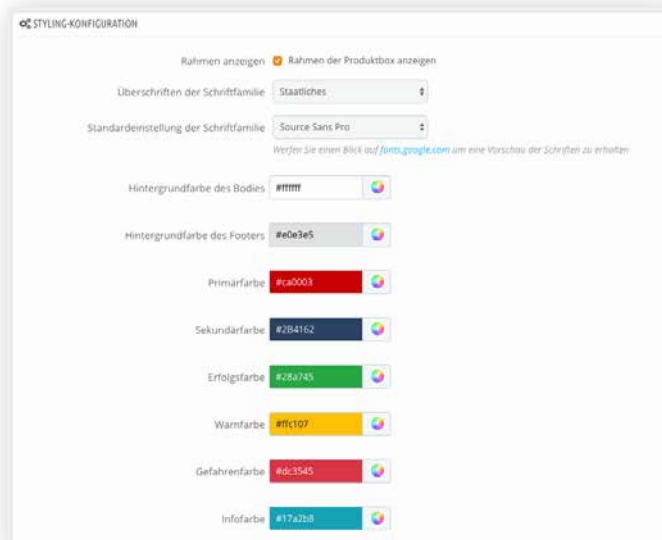 STYLING-KONFIGURATION
Rahmen anzeigen Rahmen der Produktbox anzeigen
Überschriften der Schriftfamilie Staatliches
Standardeinstellung der Schriftfamilie Source Sans Pro
Werfen Sie einen Blick auf fonts.google.com um eine Vorschau der Schriften zu erhalten
Hintergrundfarbe des Bodies #ffffff
Hintergrundfarbe des Footers #e0e3e5
Primärfarbe #ca0003
Sekundärfarbe #2B4162
Erfolgsfarbe #28a745
Warnfarbe #ffc107
Gefahrenfarbe #dc3545
Infofarbe #17a2b8